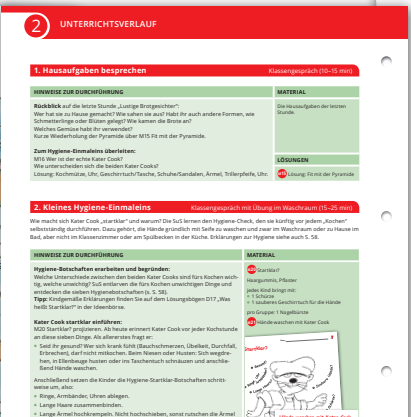 2 UNTERRICHTSVERLAUF
1. Hausaufgaben besprechen Klassengespräch (10–15 min)
HINWEISE ZUR DURCHFÜHRUNG
Rückblick auf die letzte Stunde „Lustige Brotgesichter“:
Wer hat sie zu Hause gemacht? Wie sahen sie aus? Habt ihr auch andere Formen, wie
Schmetterlinge oder Blüten gelegt? Wie kamen die Brote an?
Welches Gemüse habt ihr verwendet?
Kurze Wiederholung der Pyramide über M15 Fit mit der Pyramide.
Zum Hygiene-Einmaleins überleiten:
M16 Wer ist der echte Kater Cook?
Wie unterscheiden sich die beiden Kater Cooks?
Lösung: Kochmütze, Uhr, Geschirrtuch/Tasche, Schuhe/Sandalen, Ärmel, Trillerpfeife, Uhr.
MATERIAL
Die Hausaufgaben der letzten
Stunde.
LÖSUNGEN
Lösung: Fit mit der Pyramide
2. Kleines Hygiene-Einmaleins Klassengespräch mit Übung im Waschraum (15–25 min)
Wie macht sich Kater Cook „startklar“ und warum? Die SuS lernen den Hygiene-Check, den sie künftig vor jedem „Kochen“
selbstständig durchführen. Dazu gehört, die Hände gründlich mit Seife zu waschen und zwar im Waschraum oder zu Hause im
Bad, aber nicht im Klassenzimmer oder am Spülbecken in der Küche. Erklärungen zur Hygiene siehe auch S. 58.
HINWEISE ZUR DURCHFÜHRUNG
Hygiene-Botschaften erarbeiten und begründen:
Welche Unterschiede zwischen den beiden Kater Cooks sind fürs Kochen wich-
tig, welche unwichtig? SuS entlarven die fürs Kochen unwichtigen Dinge und
entdecken die sieben Hygienebotschaften (s. S. 58).
Tipp: Kindgemäße Erklärungen finden Sie auf dem Lösungsbogen D17 „Was
heißt Startklar?“ in der Ideenbörse.
Kater Cook startklar einführen:
M20 Startklar? projizieren. Ab heute erinnert Kater Cook vor jeder Kochstunde
an diese sieben Dinge. Als allererstes fragt er:
• Seid ihr gesund? Wer sich krank fühlt (Bauchschmerzen, Übelkeit, Durchfall,
Erbrechen), darf nicht mitkochen. Beim Niesen oder Husten: Sich wegdre-
hen, in Ellenbeuge husten oder ins Taschentuch schnäuzen und anschlie-
ßend Hände waschen.
Anschließend setzen die Kinder die Hygiene-Startklar-Botschaften schritt-
weise um, also:
• Ringe, Armbänder, Uhren ablegen.
• Lange Haare zusammenbinden.
• Lange Ärmel hochkrempeln. Nicht hochschieben, sonst rutschen die Ärmel
MATERIAL
Startklar?
Haargummis, Pflaster
jedes Kind bringt mit:
• 1 Schürze
• 1 sauberes Geschirrtuch für die Hände
pro Gruppe: 1 Nagelbürste
Hände waschen mit Kater Cook
Startklar?
Hände waschen mit Kater Cook